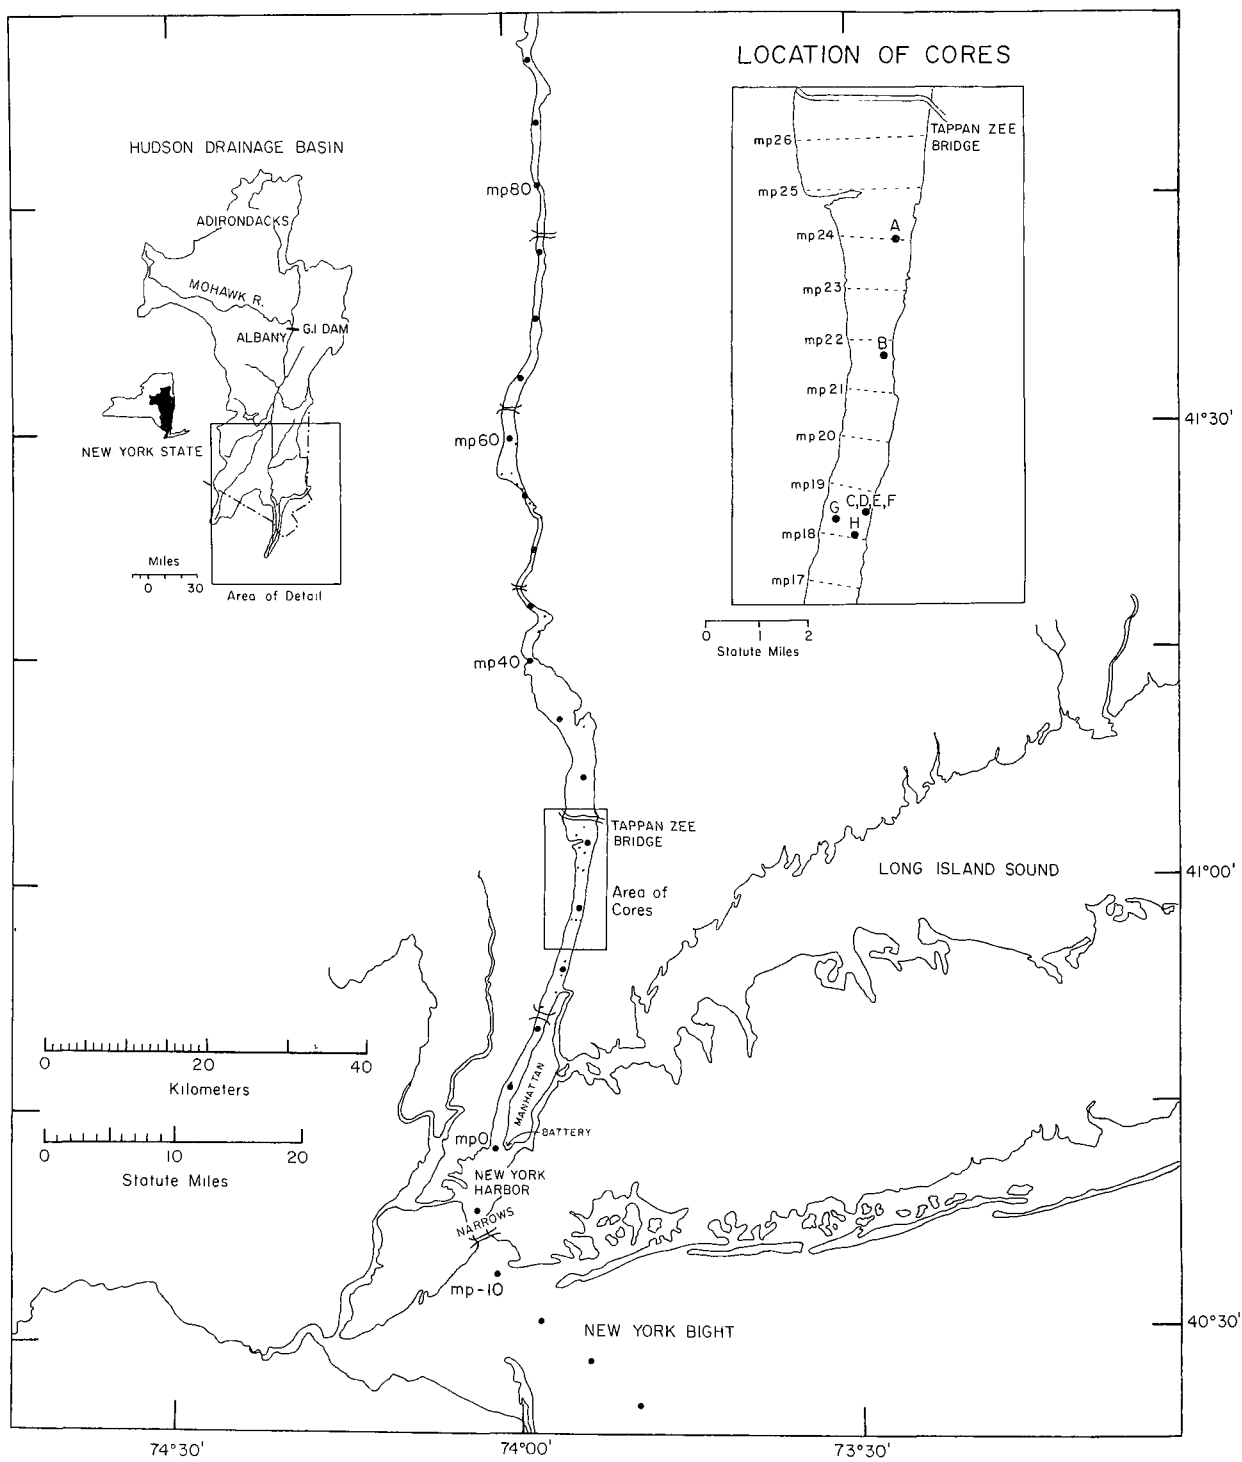 LOCATION OF CORES
TAPPAN ZEE
BRIDGE
mp26
mp25
A
mp24
mp23
mp22
B
mp21
mp20
mp19
C,D,E,F
G
H
mp18
mp17
0 1 2
Statute Miles
HUDSON DRAINAGE BASIN
ADIRONDACKS
MOHAWK R.
ALBANY
G.I DAM
NEW YORK STATE
Miles
0 30
Area of Detail
mp80
mp60
mp40
41°30'
TAPPAN ZEE
BRIDGE
Area of
Cores
LONG ISLAND SOUND
41°00'
0 20 40
Kilometers
0 10 20
Statute Miles
MANHATTAN
BATTERY
mp0
NEW YORK
HARBOR
NARROWS
mp-10
NEW YORK BIGHT
40°30'
74°30' 74°00' 73°30'